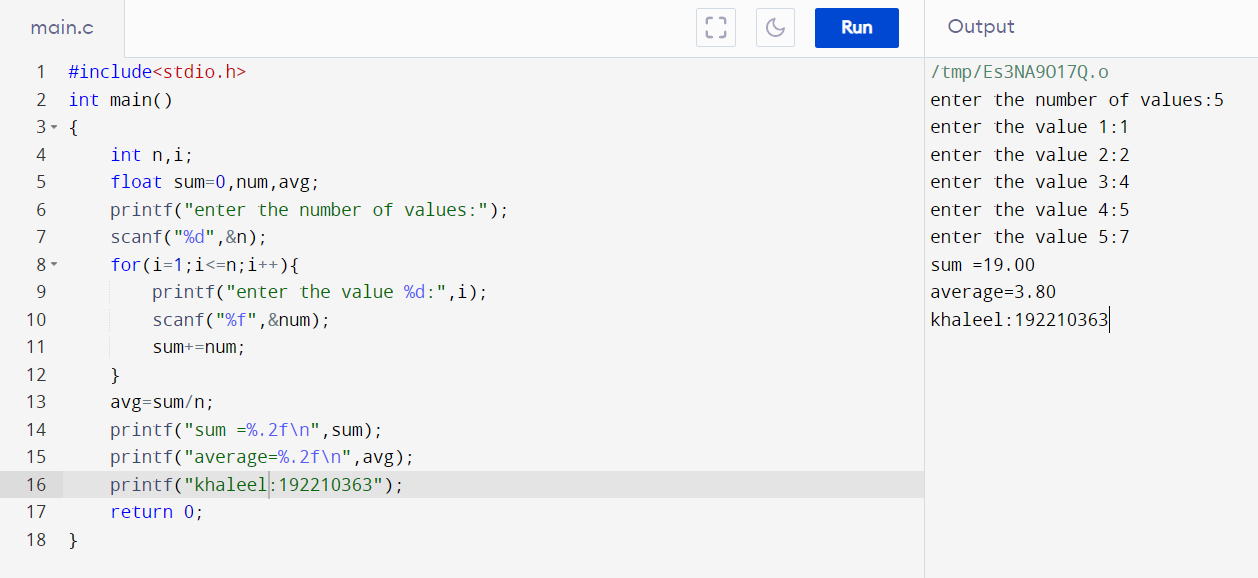 main.c
Run
1 #include<stdio.h>
2 int main()
3 {
4 int n,i;
5 float sum=0,num,avg;
6 printf("enter the number of values:");
7 scanf("%d",&n);
8 for(i=1;i<=n;i++){
9 printf("enter the value %d:",i);
10 scanf("%f",&num);
11 sum+=num;
12 }
13 avg=sum/n;
14 printf("sum =%.2f\n",sum);
15 printf("average=%.2f\n",avg);
16 printf("khaleel:192210363");
17 return 0;
18 }
Output
/tmp/Es3NA9O17Q.o
enter the number of values:5
enter the value 1:1
enter the value 2:2
enter the value 3:4
enter the value 4:5
enter the value 5:7
sum =19.00
average=3.80
khaleel:192210363